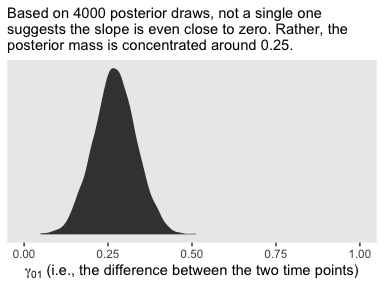 Based on 4000 posterior draws, not a single one
suggests the slope is even close to zero. Rather, the
posterior mass is concentrated around 0.25.
0.00 0.25 0.50 0.75 1.00
γ01 (i.e., the difference between the two time points)